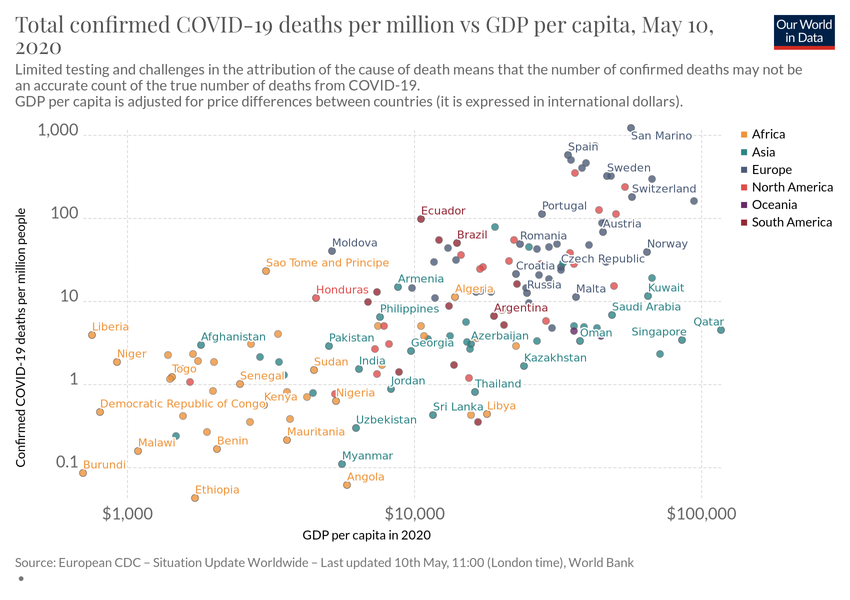 Total confirmed COVID-19 deaths per million vs GDP per capita, May 10,
2020
Our World
in Data
Limited testing and challenges in the attribution of the cause of death means that the number of confirmed deaths may not be
an accurate count of the true number of deaths from COVID-19.
GDP per capita is adjusted for price differences between countries (it is expressed in international dollars).
1,000
100
10
1
0.1
Confirmed COVID-19 deaths per million people
San Marino
Spain
Sweden
Switzerland
Portugal
Ecuador
Austria
Brazil
Romania
Moldova
Norway
Sao Tome and Principe
Croatia
Czech Republic
Armenia
Russia
Honduras
Algeria
Malta
Kuwait
Philippines
Argentina
Saudi Arabia
Liberia
Qatar
Afghanistan
Pakistan
Georgia
Azerbaijan
Oman
Singapore
Niger
Togo
Sudan
India
Kazakhstan
Senegal
Jordan
Thailand
Kenya
Nigeria
Democratic Republic of Congo
Sri Lanka
Libya
Uzbekistan
Malawi
Benin
Mauritania
Burundi
Myanmar
Angola
Ethiopia
$1,000
$10,000
$100,000
GDP per capita in 2020
Africa
Asia
Europe
North America
Oceania
South America
Source: European CDC – Situation Update Worldwide – Last updated 10th May, 11:00 (London time), World Bank